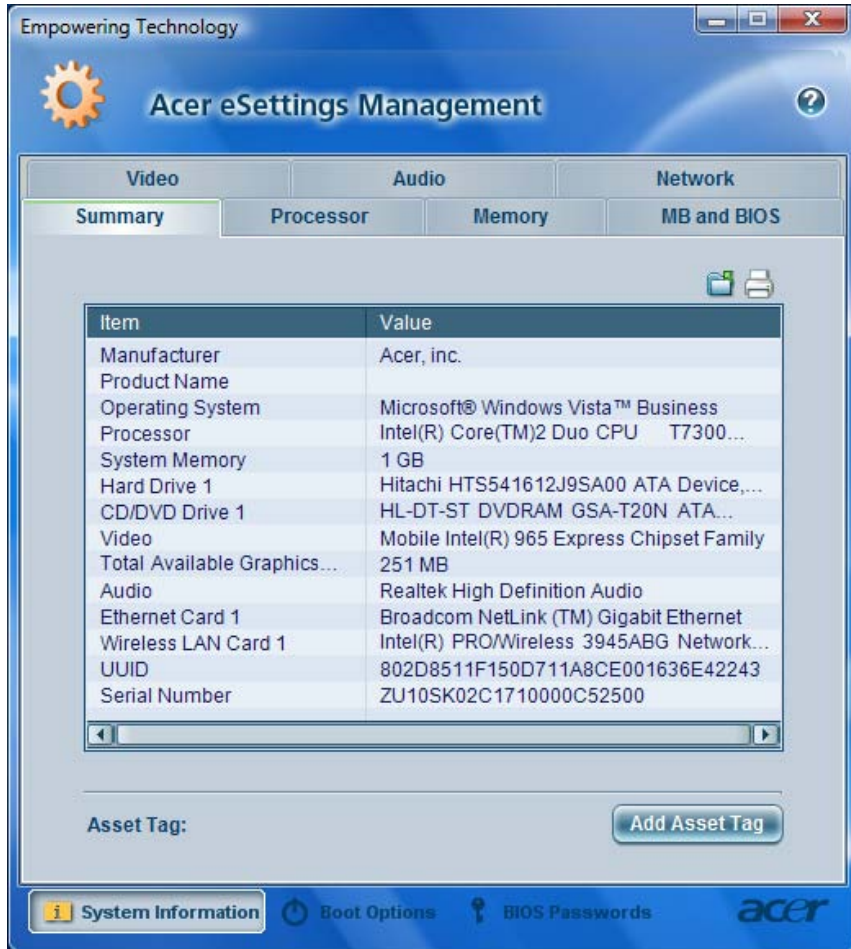 Empowering Technology
Acer eSettings Management
Video Audio Network
Summary Processor Memory MB and BIOS
Item Value
Manufacturer Acer, inc.
Product Name
Operating System Microsoft® Windows Vista™ Business
Processor Intel(R) Core(TM)2 Duo CPU T7300...
System Memory 1 GB
Hard Drive 1 Hitachi HTS541612J9SA00 ATA Device,...
CD/DVD Drive 1 HL-DT-ST DVDRAM GSA-T20N ATA...
Video Mobile Intel(R) 965 Express Chipset Family
Total Available Graphics... 251 MB
Audio Realtek High Definition Audio
Ethernet Card 1 Broadcom NetLink (TM) Gigabit Ethernet
Wireless LAN Card 1 Intel(R) PRO/Wireless 3945ABG Network...
UUID 802D8511F150D711A8CE001636E42243
Serial Number ZU10SK02C1710000C52500
Asset Tag: Add Asset Tag
System Information Boot Options BIOS Passwords acer